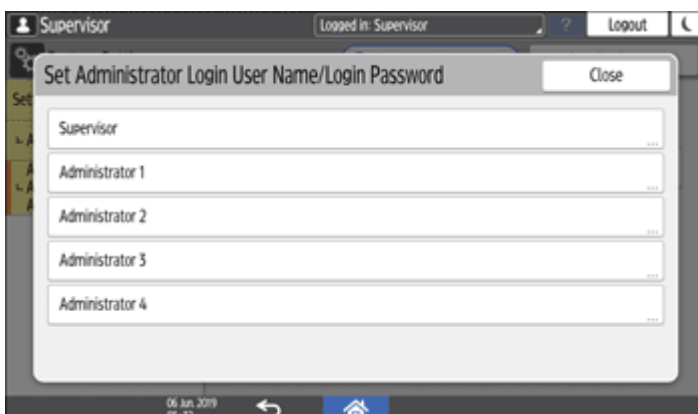 Supervisor
Logged in: Supervisor
?
Logout
Set Administrator Login User Name/Login Password
Close
Set
Supervisor
...
Administrator 1
...
Administrator 2
...
Administrator 3
...
Administrator 4
...
06 Jun. 2019